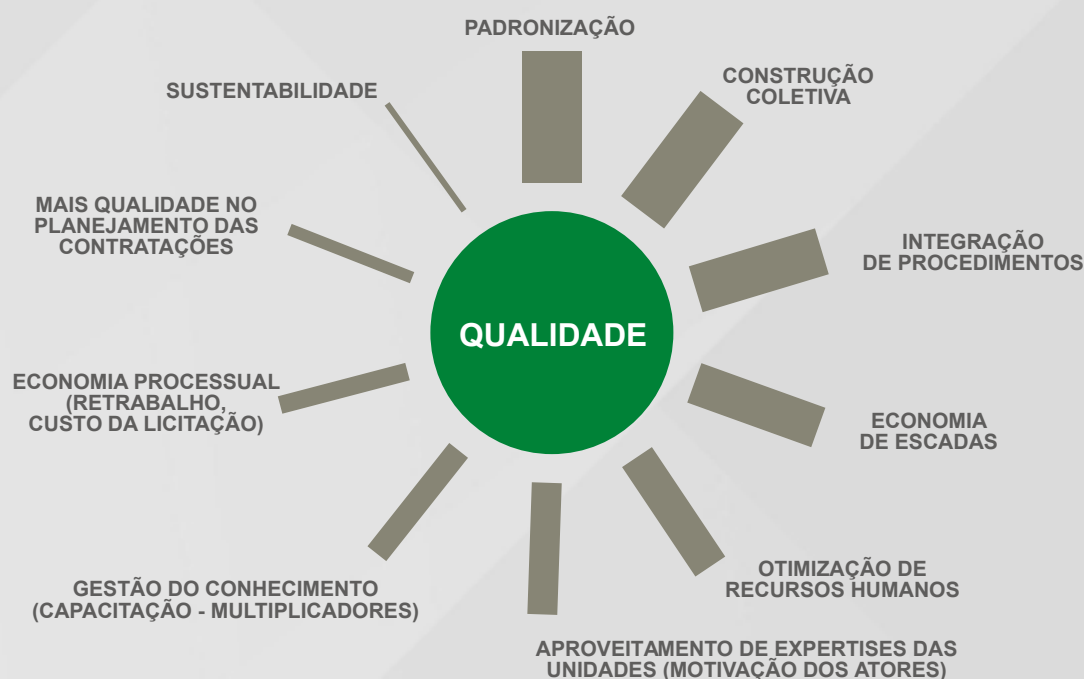 PADRONIZAÇÃO
CONSTRUÇÃO
COLETIVA
INTEGRAÇÃO
DE PROCEDIMENTOS
ECONOMIA
DE ESCADAS
OTIMIZAÇÃO DE
RECURSOS HUMANOS
APROVEITAMENTO DE EXPERTISES DAS
UNIDADES (MOTIVAÇÃO DOS ATORES)
GESTÃO DO CONHECIMENTO
(CAPACITAÇÃO - MULTIPLICADORES)
ECONOMIA PROCESSUAL
(RETRABALHO,
CUSTO DA LICITAÇÃO)
MAIS QUALIDADE NO
PLANEJAMENTO DAS
CONTRATAÇÕES
SUSTENTABILIDADE
QUALIDADE